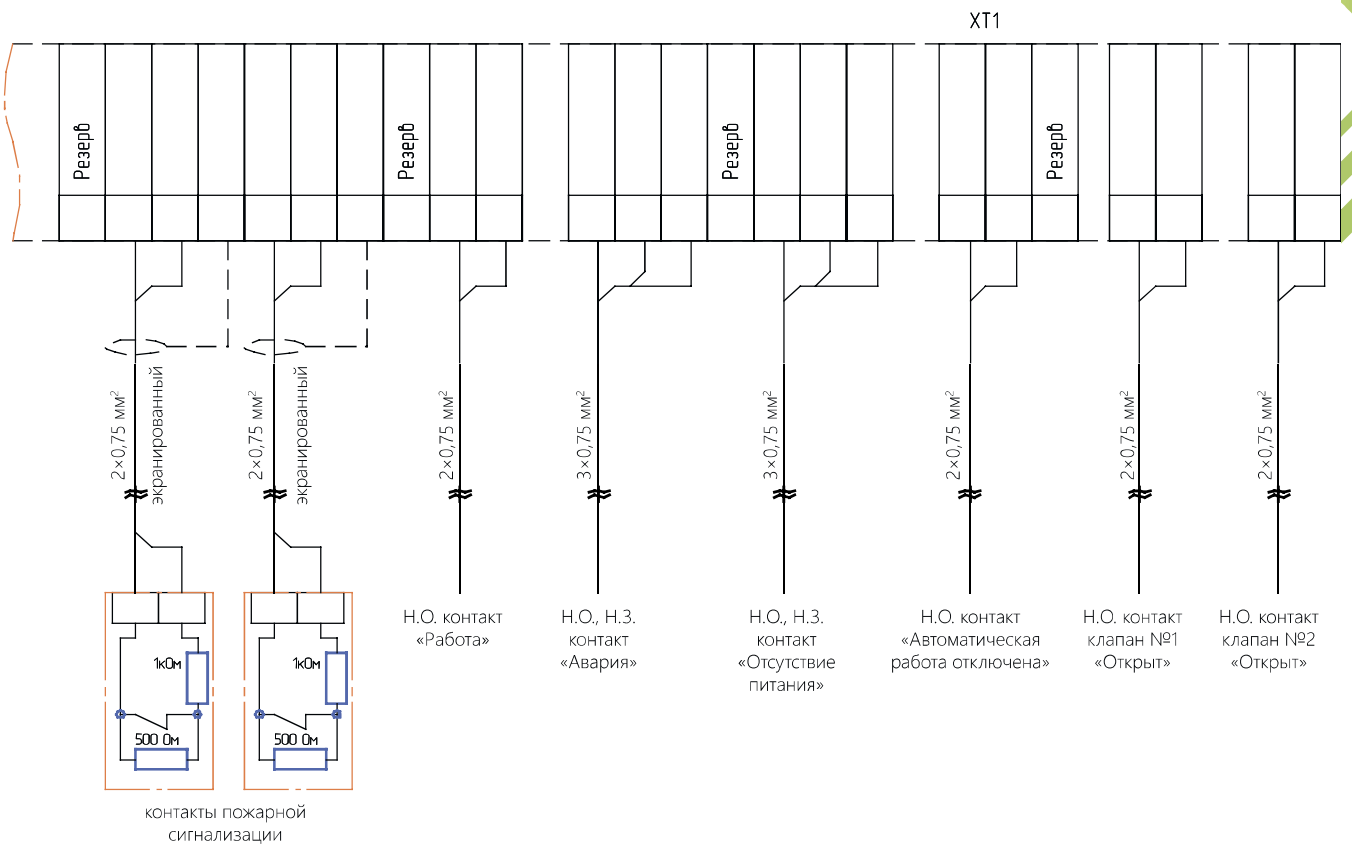 XT1
Резерв
Резерв
Резерв
Резерв
2×0,75 мм²
экранированный
2×0,75 мм²
экранированный
2×0,75 мм²
3×0,75 мм²
3×0,75 мм²
2×0,75 мм²
2×0,75 мм²
2×0,75 мм²
Н.О. контакт
«Работа»
Н.О., Н.З.
контакт
«Авария»
Н.О., Н.З.
контакт
«Отсутствие
питания»
Н.О. контакт
«Автоматическая
работа отключена»
Н.О. контакт
клапан №1
«Открыт»
Н.О. контакт
клапан №2
«Открыт»
1кОм
500 Ом
1кОм
500 Ом
контакты пожарной
сигнализации